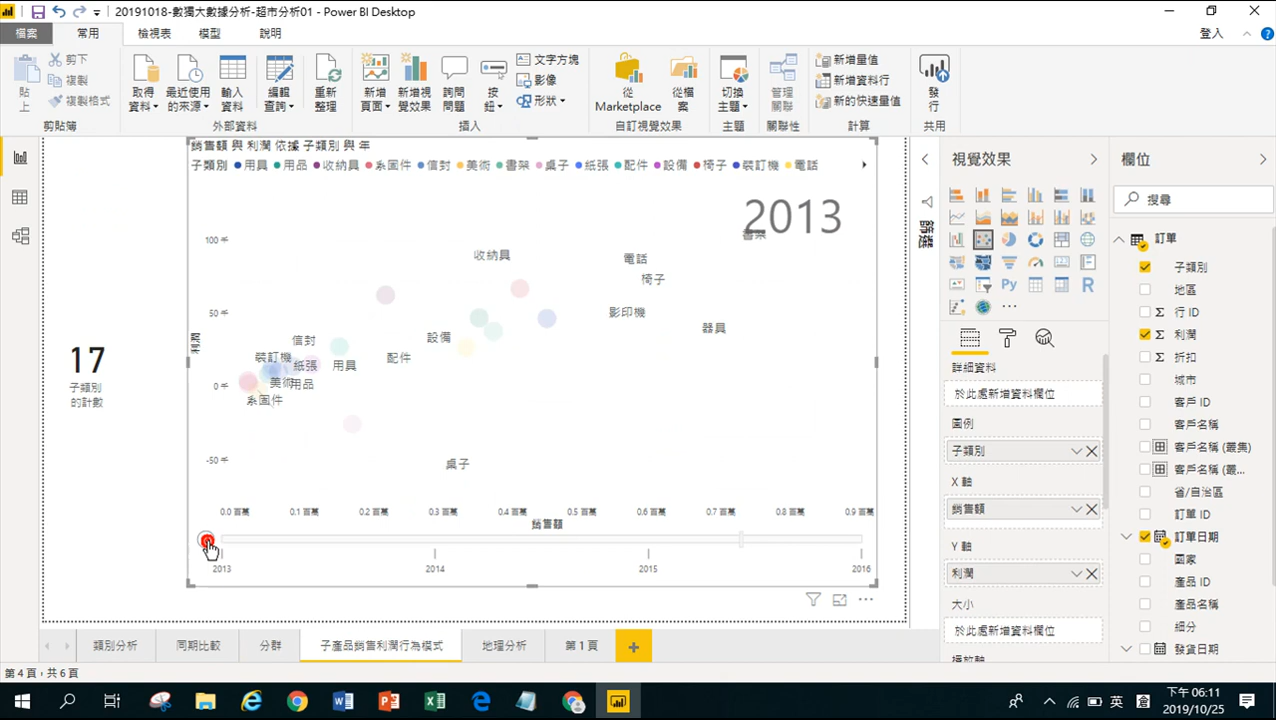 20191018-數獨大數據分析-超市分析01 - Power BI Desktop
檔案 常用 檢視表 模型 說明 登入
貼上 剪下 複製 複製格式
剪貼簿
取得資料 最近使用的來源 輸入資料 編輯查詢 重新整理
外部資料
新增頁面 新增視覺效果 詢問問題 按鈕 文字方塊 影像 形狀
插入
從 Marketplace 從檔案
自訂視覺效果
切換主題
主題
管理關聯
關聯性
新增量值 新增資料行 新的快速量值
計算
發行
共用
銷售額 與 利潤 依據 子類別 與 年
子類別 用具 用品 收納具 系固件 信封 美術 書架 桌子 紙張 配件 設備 椅子 裝訂機 電話
2013
書架
100 千
收納具
電話
椅子
50 千
影印機
器具
設備
信封
利潤
裝訂機
紙張
用具
配件
0 千
美術
用品
系固件
-50 千
桌子
0.0 百萬 0.1 百萬 0.2 百萬 0.3 百萬 0.4 百萬 0.5 百萬 0.6 百萬 0.7 百萬 0.8 百萬 0.9 百萬
銷售額
2013 2014 2015 2016
17
子類別
的計數
篩選
視覺效果
Py
R
詳細資料
於此處新增資料欄位
圖例
子類別
X 軸
銷售額
Y 軸
利潤
大小
於此處新增資料欄位
播放軸
欄位
搜尋
訂單
子類別
地區
Σ 行 ID
Σ 利潤
Σ 折扣
城市
客戶 ID
客戶名稱
客戶名稱 (叢集)
客戶名稱 (叢...
省/自治區
訂單 ID
訂單日期
國家
產品 ID
產品名稱
細分
發貨日期
類別分析 同期比較 分群 子產品銷售利潤行為模式 地理分析 第 1 頁
第 4 頁，共 6 頁
英
倉
下午 06:11
2019/10/25